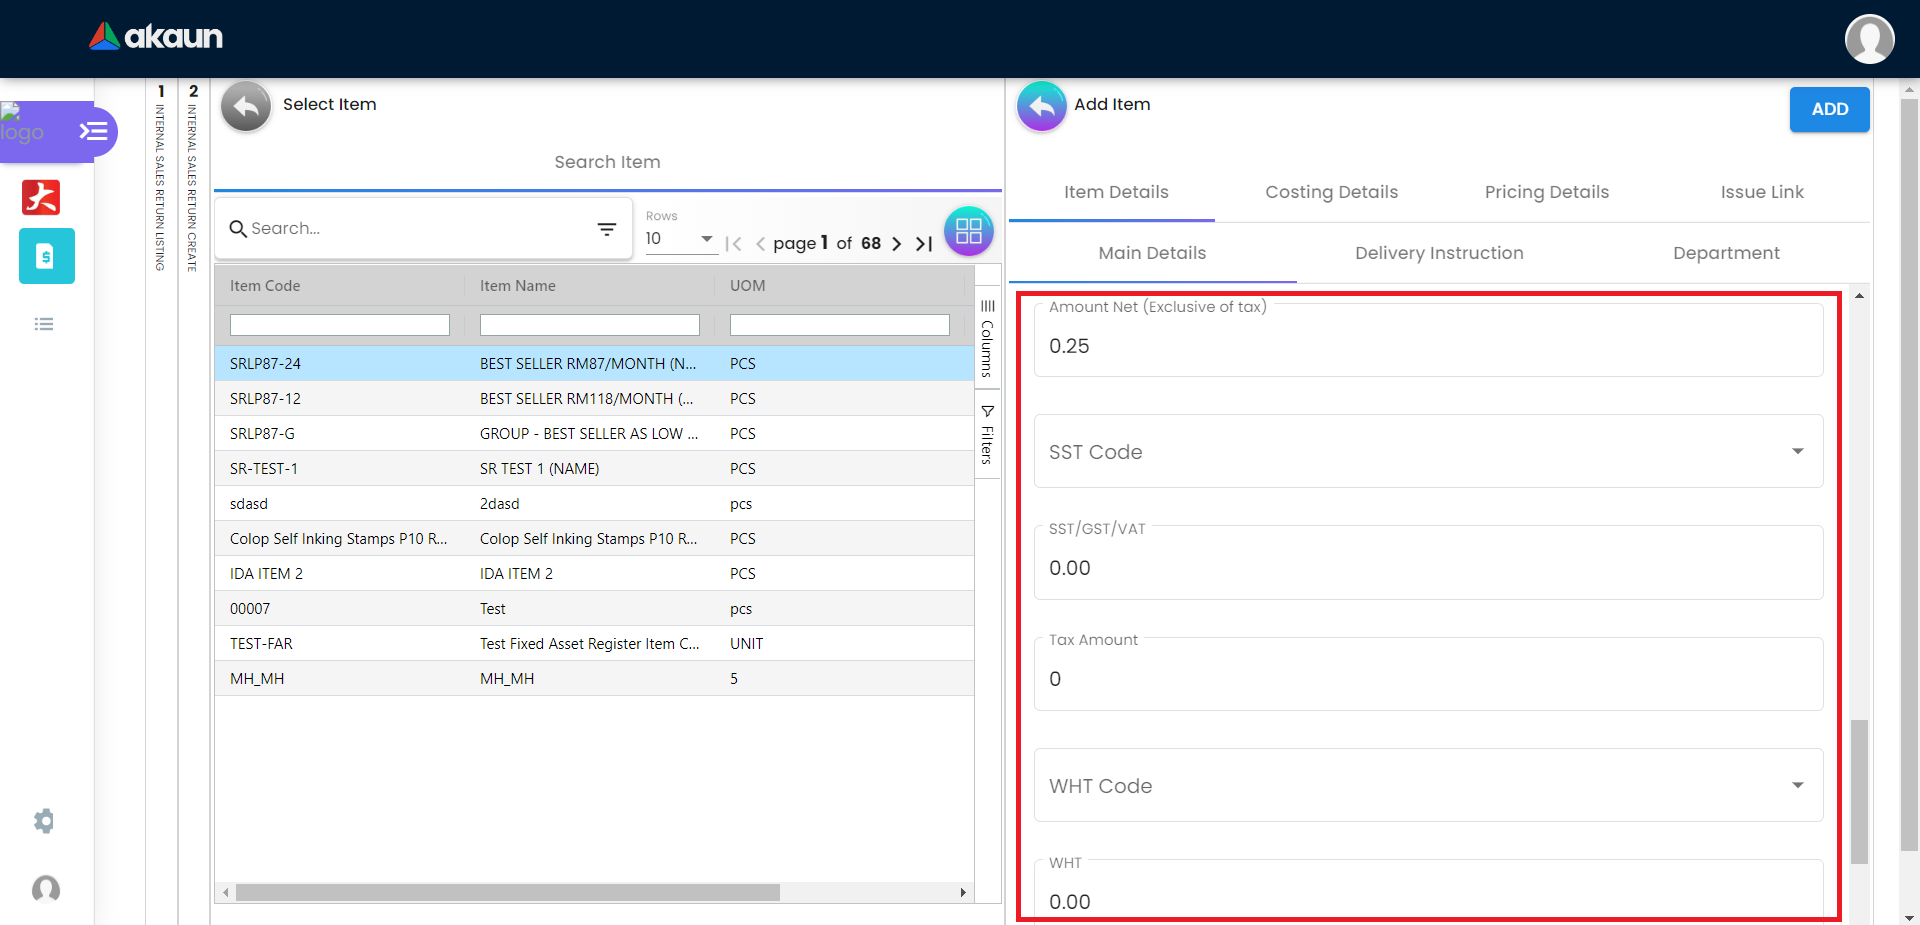 akaun
logo
1
INTERNAL SALES RETURN LISTING
2
INTERNAL SALES RETURN CREATE
Select Item
Search Item
Search...
Rows
10
page 1 of 68
Item Code Item Name UOM
SRLP87-24 BEST SELLER RM87/MONTH (N... PCS
SRLP87-12 BEST SELLER RM118/MONTH (... PCS
SRLP87-G GROUP - BEST SELLER AS LOW ... PCS
SR-TEST-1 SR TEST 1 (NAME) PCS
sdasd 2dasd pcs
Colop Self Inking Stamps P10 R... Colop Self Inking Stamps P10 R... PCS
IDA ITEM 2 IDA ITEM 2 PCS
00007 Test pcs
TEST-FAR Test Fixed Asset Register Item C... UNIT
MH_MH MH_MH 5
Columns
Filters
Add Item
ADD
Item Details Costing Details Pricing Details Issue Link
Main Details Delivery Instruction Department
Amount Net (Exclusive of tax)
0.25
SST Code
SST/GST/VAT
0.00
Tax Amount
0
WHT Code
WHT
0.00